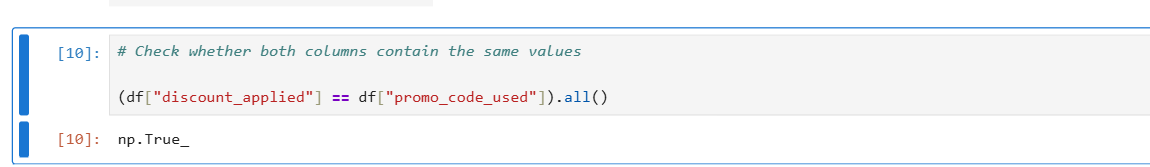 [10]: # Check whether both columns contain the same values
(df["discount_applied"] == df["promo_code_used"]).all()
[10]: np.True_